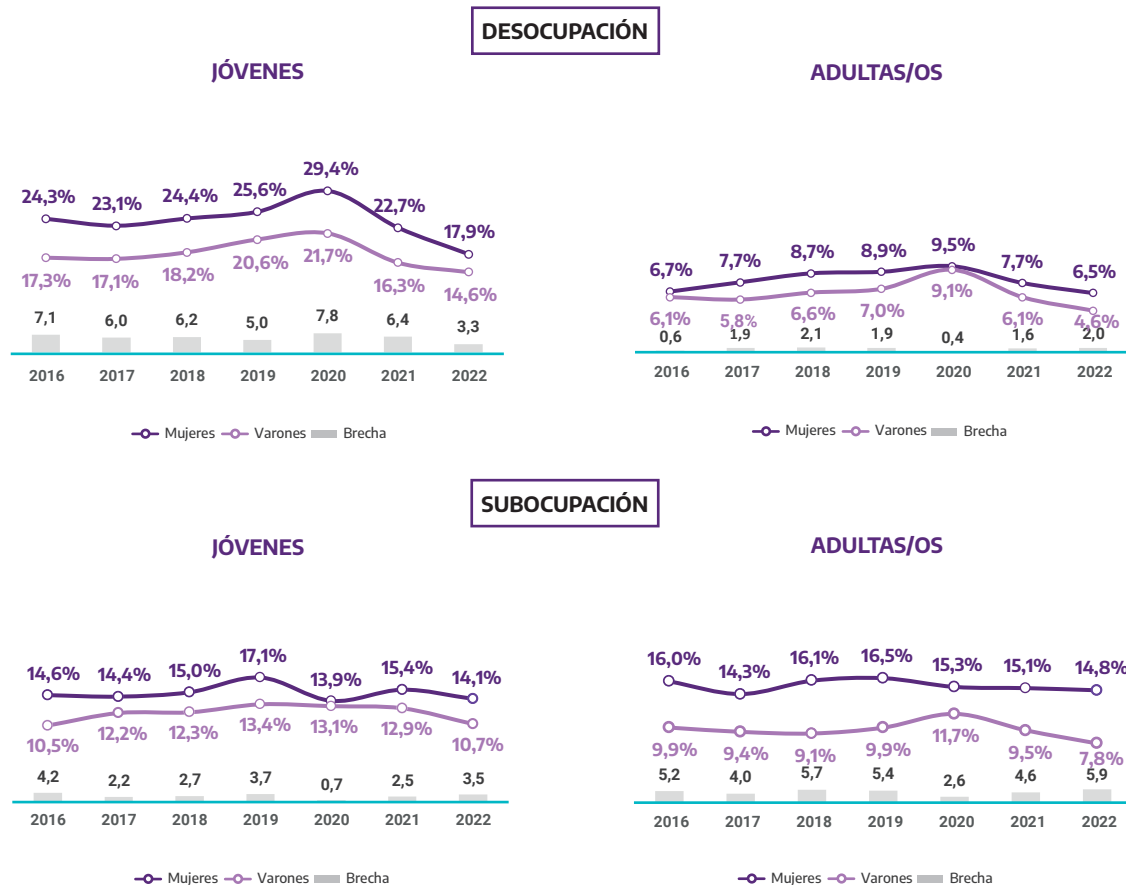 DESOCUPACIÓN
JÓVENES
24,3% 23,1% 24,4% 25,6% 29,4% 22,7% 17,9%
17,3% 17,1% 18,2% 20,6% 21,7% 16,3% 14,6%
7,1 6,0 6,2 5,0 7,8 6,4 3,3
2016 2017 2018 2019 2020 2021 2022
Mujeres Varones Brecha
ADULTAS/OS
6,7% 7,7% 8,7% 8,9% 9,5% 7,7% 6,5%
6,1% 5,8% 6,6% 7,0% 9,1% 6,1% 4,6%
0,6 1,9 2,1 1,9 0,4 1,6 2,0
2016 2017 2018 2019 2020 2021 2022
Mujeres Varones Brecha
SUBOCUPACIÓN
JÓVENES
14,6% 14,4% 15,0% 17,1% 13,9% 15,4% 14,1%
10,5% 12,2% 12,3% 13,4% 13,1% 12,9% 10,7%
4,2 2,2 2,7 3,7 0,7 2,5 3,5
2016 2017 2018 2019 2020 2021 2022
Mujeres Varones Brecha
ADULTAS/OS
16,0% 14,3% 16,1% 16,5% 15,3% 15,1% 14,8%
9,9% 9,4% 9,1% 9,9% 11,7% 9,5% 7,8%
5,2 4,0 5,7 5,4 2,6 4,6 5,9
2016 2017 2018 2019 2020 2021 2022
Mujeres Varones Brecha